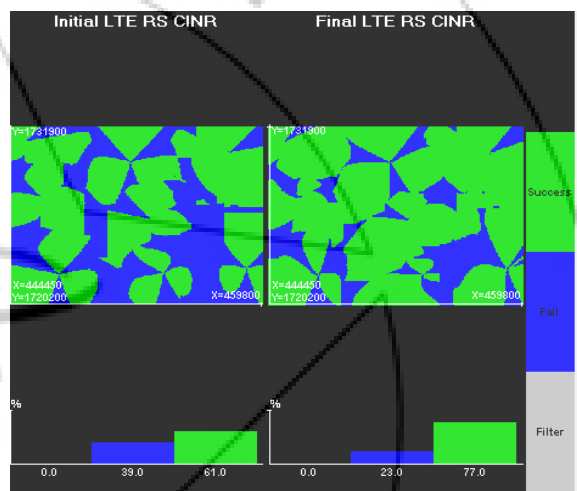 Initial LTE RS CINR
Final LTE RS CINR
Y=1731900
Y=1731900
Success
X=444450
Y=1720200
X=459800
X=444450
Y=1720200
X=459800
Fail
%
%
Filter
0.0 39.0 61.0
0.0 23.0 77.0